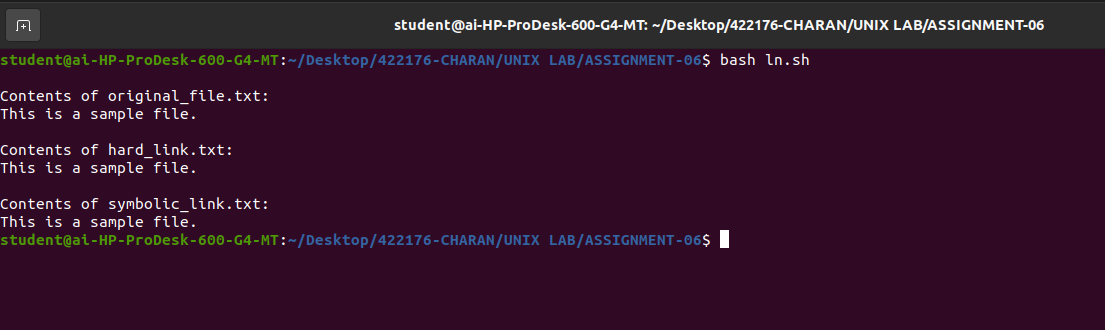 student@ai-HP-ProDesk-600-G4-MT: ~/Desktop/422176-CHARAN/UNIX LAB/ASSIGNMENT-06
student@ai-HP-ProDesk-600-G4-MT:~/Desktop/422176-CHARAN/UNIX LAB/ASSIGNMENT-06$ bash ln.sh
Contents of original_file.txt:
This is a sample file.
Contents of hard_link.txt:
This is a sample file.
Contents of symbolic_link.txt:
This is a sample file.
student@ai-HP-ProDesk-600-G4-MT:~/Desktop/422176-CHARAN/UNIX LAB/ASSIGNMENT-06$